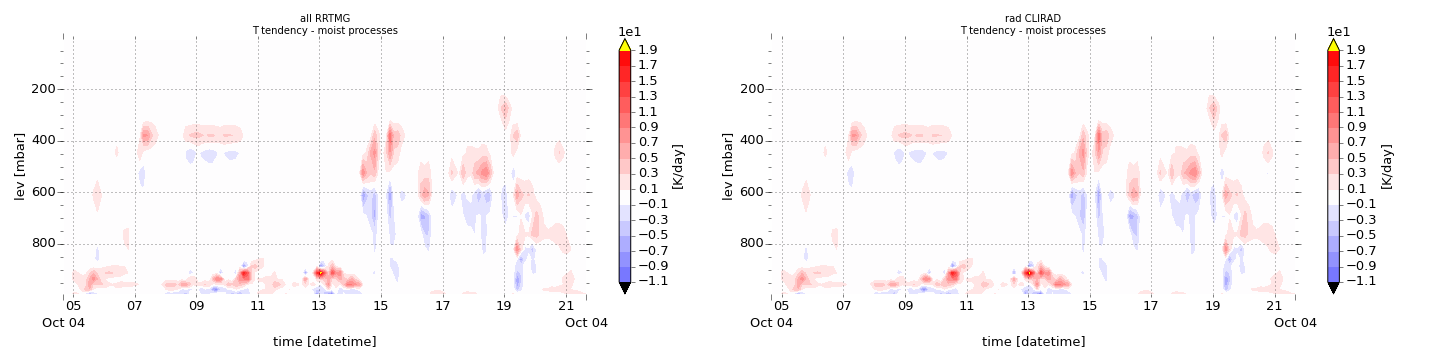 all RRTMG
T tendency - moist processes
1e1
1.9
1.7
1.5
1.3
1.1
0.9
0.7
0.5
0.3
0.1
−0.1
−0.3
−0.5
−0.7
−0.9
−1.1
[K/day]
lev [mbar]
200
400
600
800
05 07 09 11 13 15 17 19 21
Oct 04 Oct 04
time [datetime]
rad CLIRAD
T tendency - moist processes
1e1
1.9
1.7
1.5
1.3
1.1
0.9
0.7
0.5
0.3
0.1
−0.1
−0.3
−0.5
−0.7
−0.9
−1.1
[K/day]
lev [mbar]
200
400
600
800
05 07 09 11 13 15 17 19 21
Oct 04 Oct 04
time [datetime]